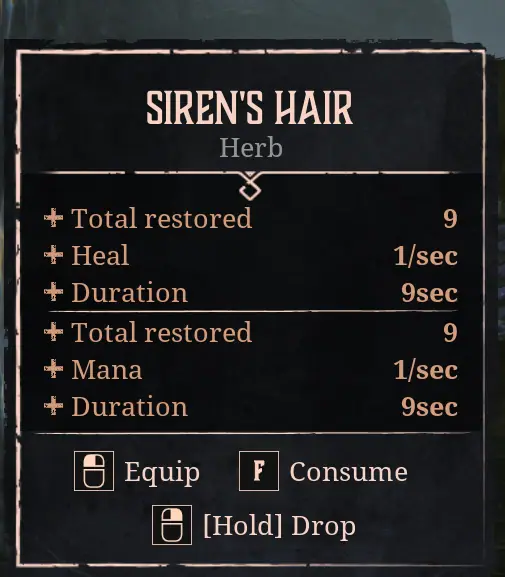 SIREN'S HAIR
Herb
Total restored 9
Heal 1/sec
Duration 9sec
Total restored 9
Mana 1/sec
Duration 9sec
Equip F Consume
[Hold] Drop